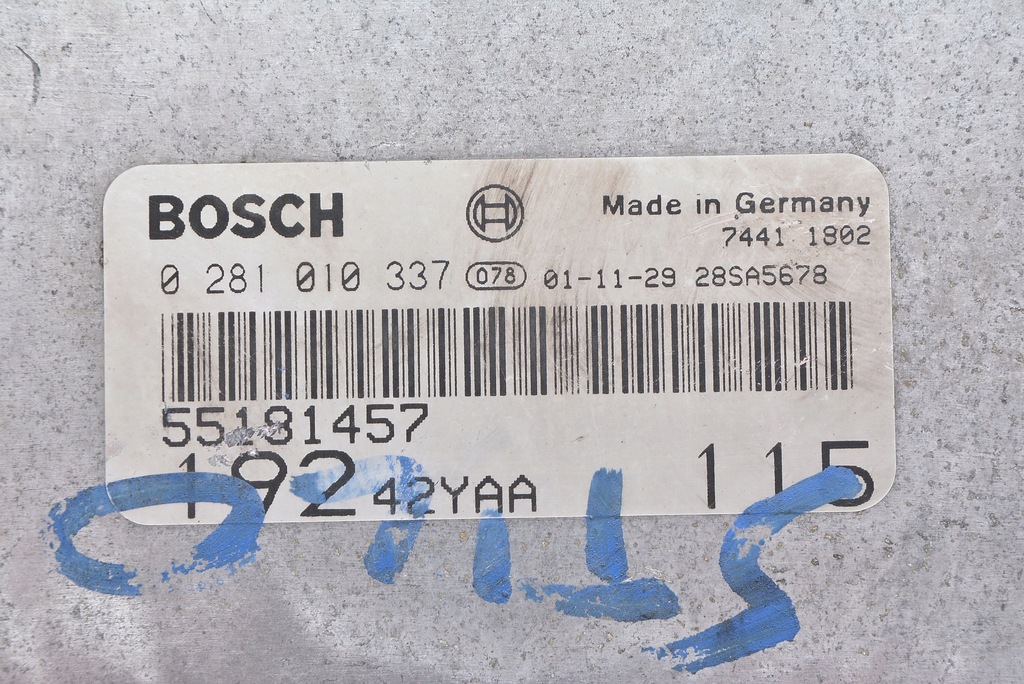 BOSCH
Made in Germany
7441 1802
0 281 010 337 078 01-11-29 28SA5678
55181457
192 42YAA 115